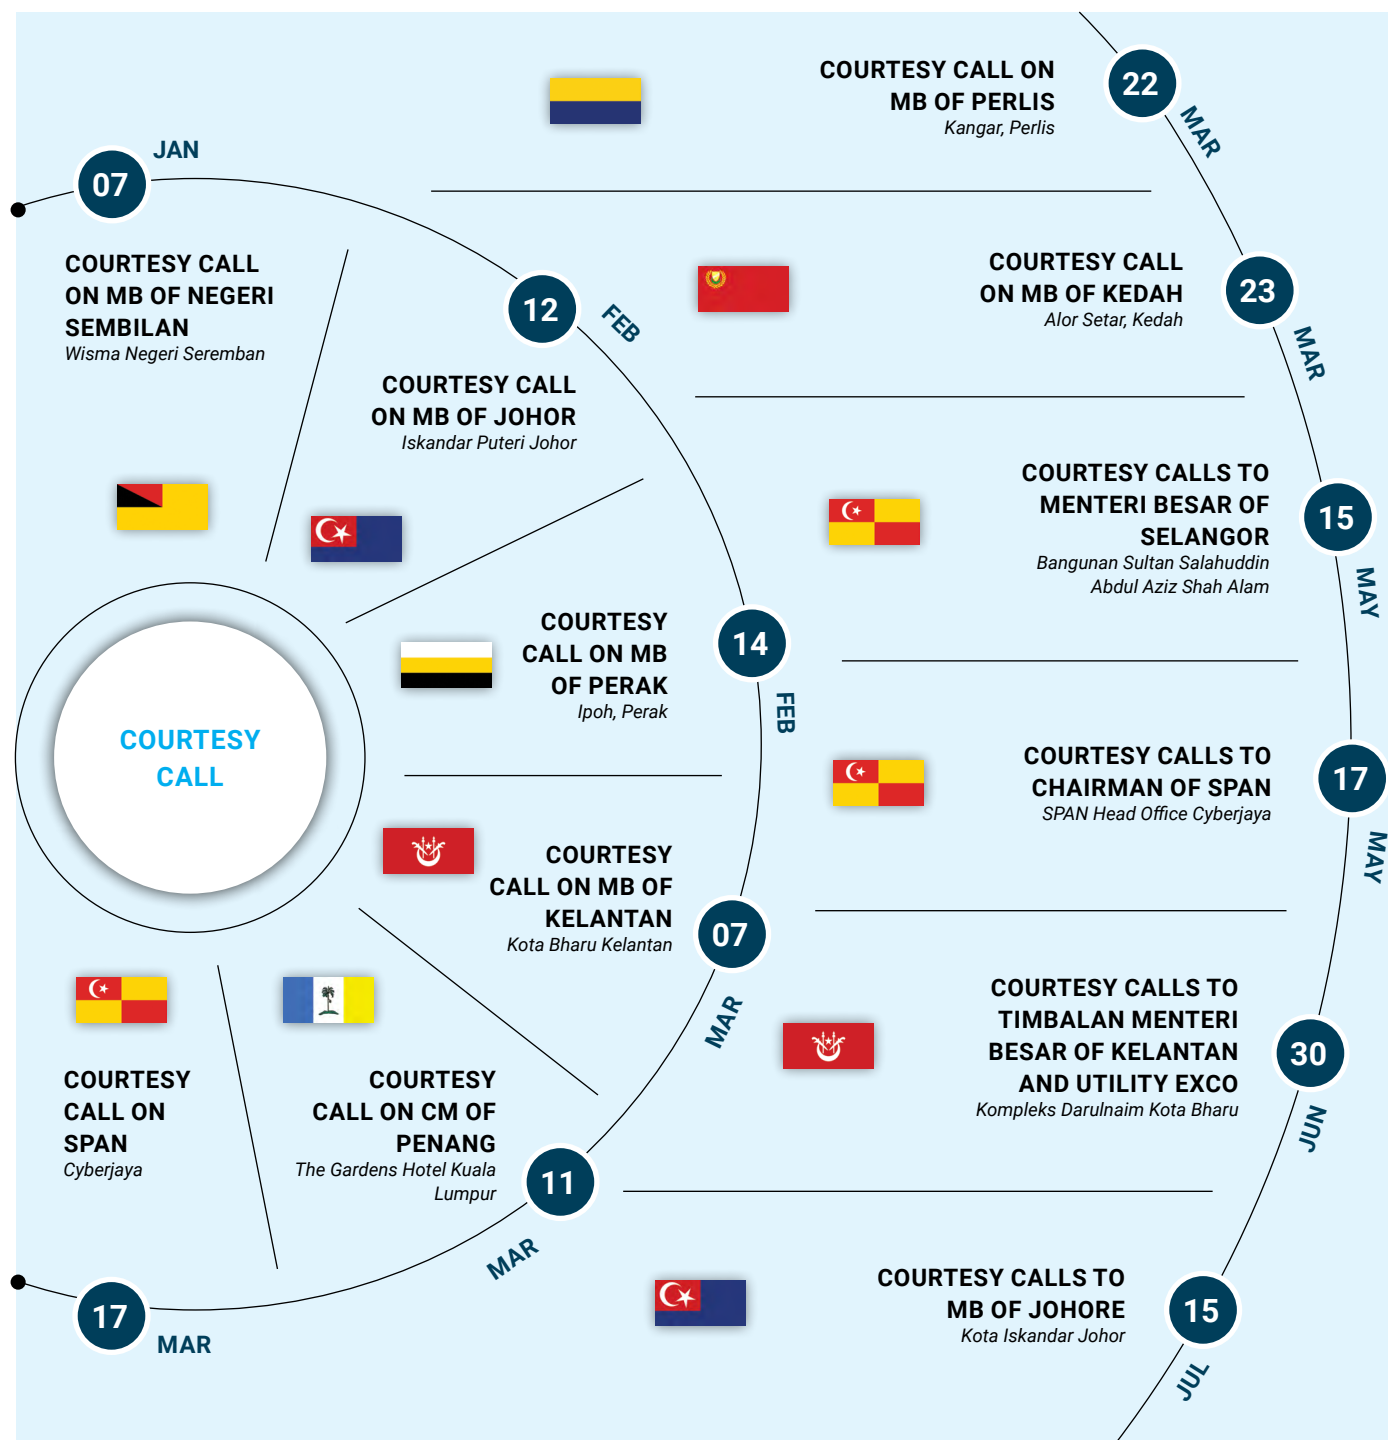 COURTESY
CALL
07
JAN
COURTESY CALL
ON MB OF NEGERI
SEMBILAN
Wisma Negeri Seremban
12
FEB
COURTESY CALL
ON MB OF JOHOR
Iskandar Puteri Johor
14
FEB
COURTESY
CALL ON MB
OF PERAK
Ipoh, Perak
07
MAR
COURTESY
CALL ON MB OF
KELANTAN
Kota Bharu Kelantan
11
MAR
COURTESY
CALL ON CM OF
PENANG
The Gardens Hotel Kuala
Lumpur
17
MAR
COURTESY
CALL ON
SPAN
Cyberjaya
22
MAR
COURTESY CALL ON
MB OF PERLIS
Kangar, Perlis
23
MAR
COURTESY CALL
ON MB OF KEDAH
Alor Setar, Kedah
15
MAY
COURTESY CALLS TO
MENTERI BESAR OF
SELANGOR
Bangunan Sultan Salahuddin
Abdul Aziz Shah Alam
17
MAY
COURTESY CALLS TO
CHAIRMAN OF SPAN
SPAN Head Office Cyberjaya
30
JUN
COURTESY CALLS TO
TIMBALAN MENTERI
BESAR OF KELANTAN
AND UTILITY EXCO
Kompleks Darulnaim Kota Bharu
15
JUL
COURTESY CALLS TO
MB OF JOHORE
Kota Iskandar Johor